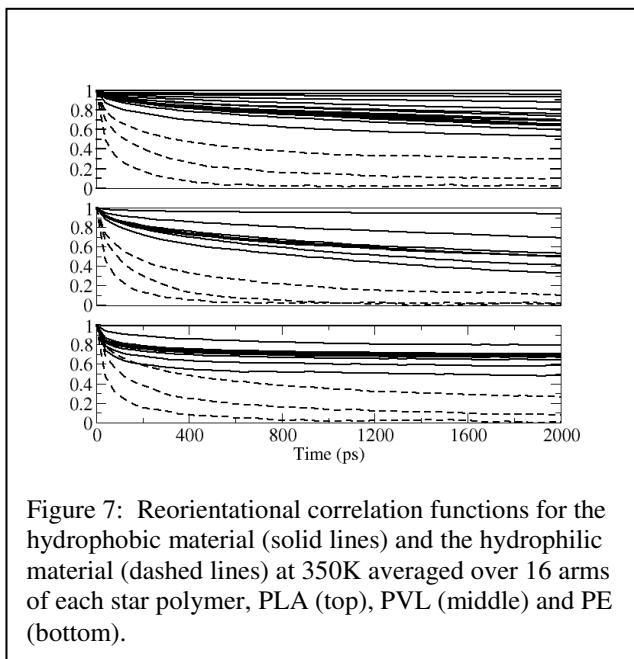 1
0.8
0.6
0.4
0.2
0
1
0.8
0.6
0.4
0.2
0
1
0.8
0.6
0.4
0.2
0
0 400 800 1200 1600 2000
Time (ps)
Figure 7: Reorientational correlation functions for the
hydrophobic material (solid lines) and the hydrophilic
material (dashed lines) at 350K averaged over 16 arms
of each star polymer, PLA (top), PVL (middle) and PE
(bottom).